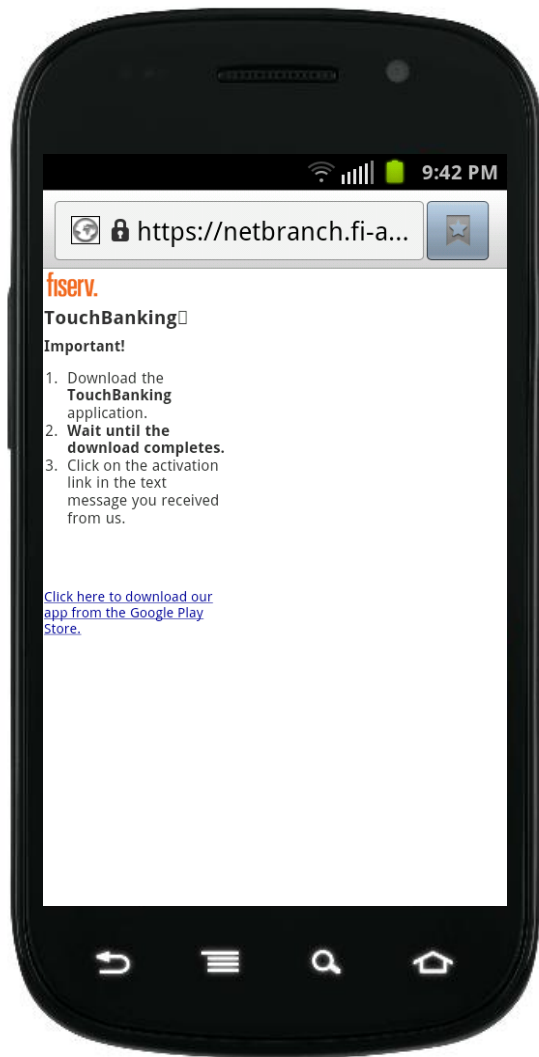 9:42 PM
https://netbranch.fi-a...
fiserv.
TouchBanking▯
Important!
1. Download the
TouchBanking
application.
2. Wait until the
download completes.
3. Click on the activation
link in the text
message you received
from us.
Click here to download our
app from the Google Play
Store.